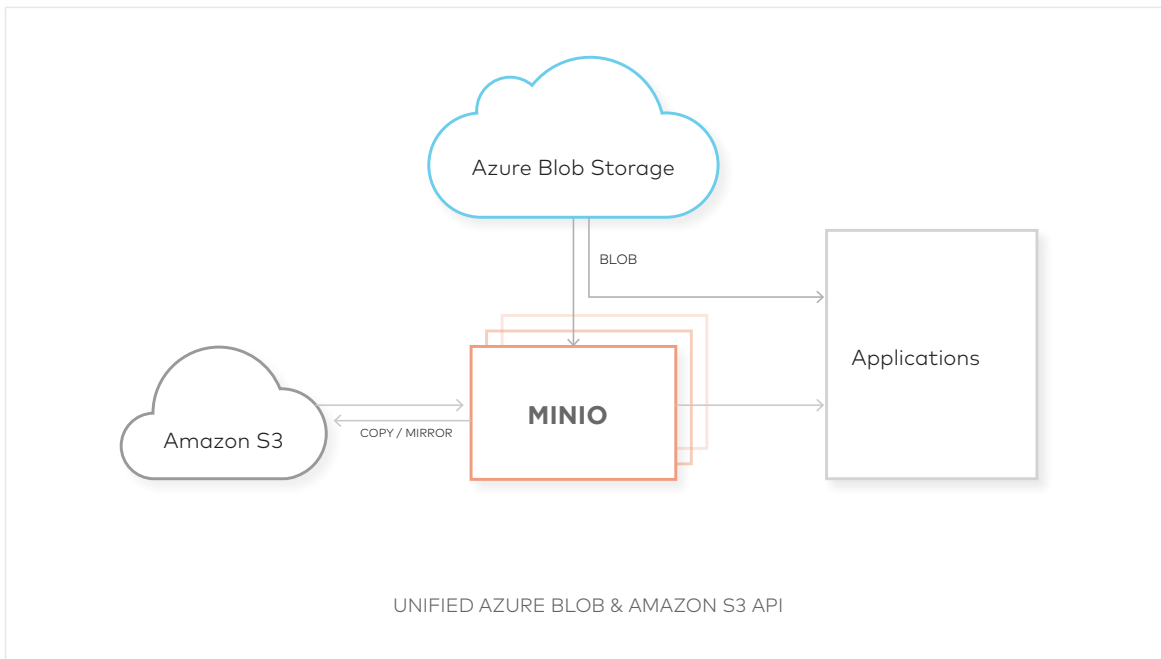 Azure Blob Storage
BLOB
Applications
MINIO
Amazon S3
COPY / MIRROR
UNIFIED AZURE BLOB & AMAZON S3 API